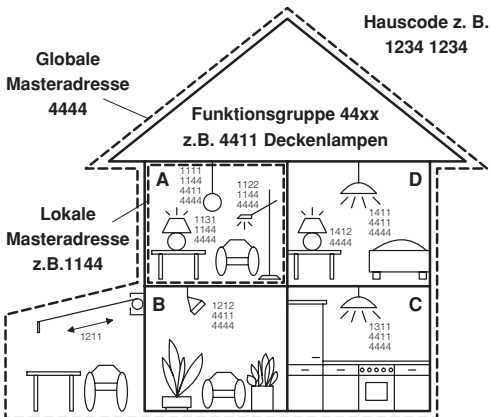 Hauscode z. B.
1234 1234
Globale
Masteradresse
4444
Funktionsgruppe 44xx
z.B. 4411 Deckenlampen
A
1111
1144
4411
4444
1122
1144
4444
1131
1144
4444
D
1411
4411
4444
1412
4444
Lokale
Masteradresse
z.B.1144
B
1212
4411
4444
C
1311
4411
4444
1211